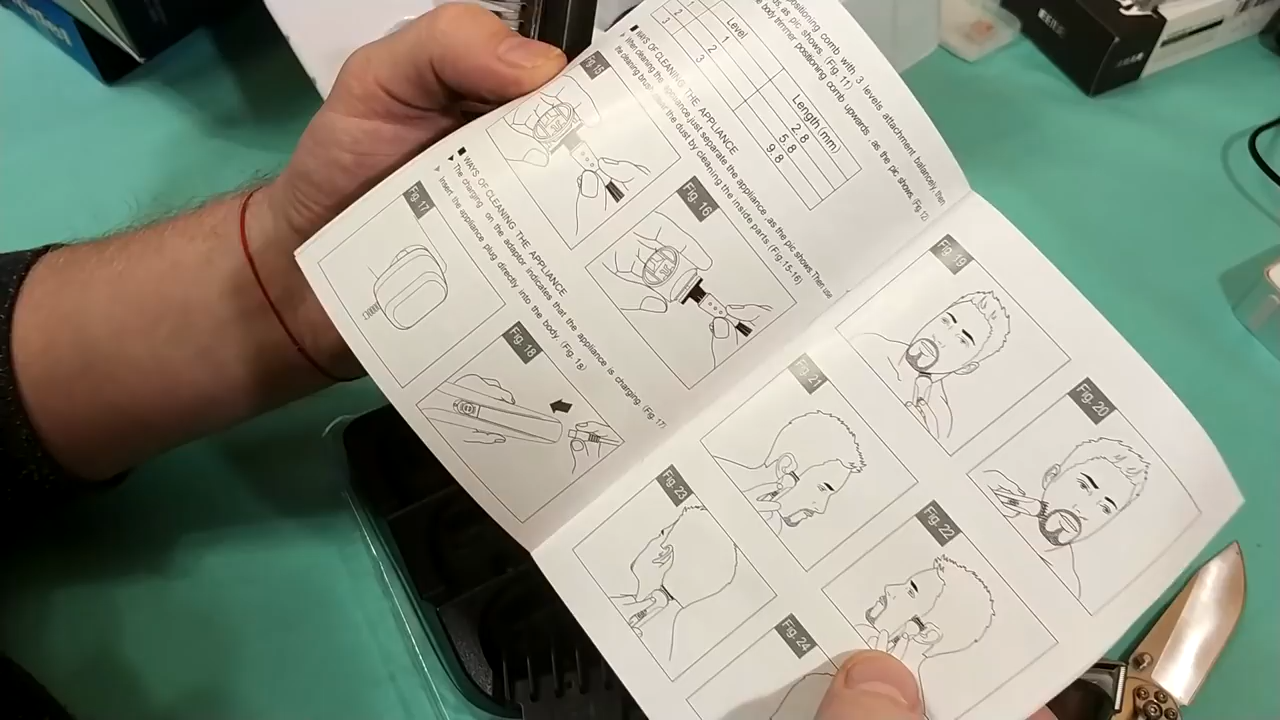 positioning comb with 3 levels attachment balancely, then
as pic shows. (Fig. 11)
the body trimmer positioning comb upwards, as the pic shows. (Fig. 12)
Level
Length(mm)
1
2.8
2
5.8
3
9.8
WAYS OF CLEANING THE APPLIANCE
When cleaning the appliance,just separate the appliance ,as the pic shows.Then use
the cleaning brush clear the dust by cleaning the inside parts.(Fig.15-16)
Fig.15
Fig. 16
WAYS OF CLEANING THE APPLIANCE
The charging on the adaptor indicates that the appliance is charging. (Fig. 17)
Insert the appliance plug directly into the body. (Fig. 18)
Fig. 17
Fig. 18
Fig. 19
Fig. 20
Fig. 21
Fig. 22
Fig. 23
Fig. 24